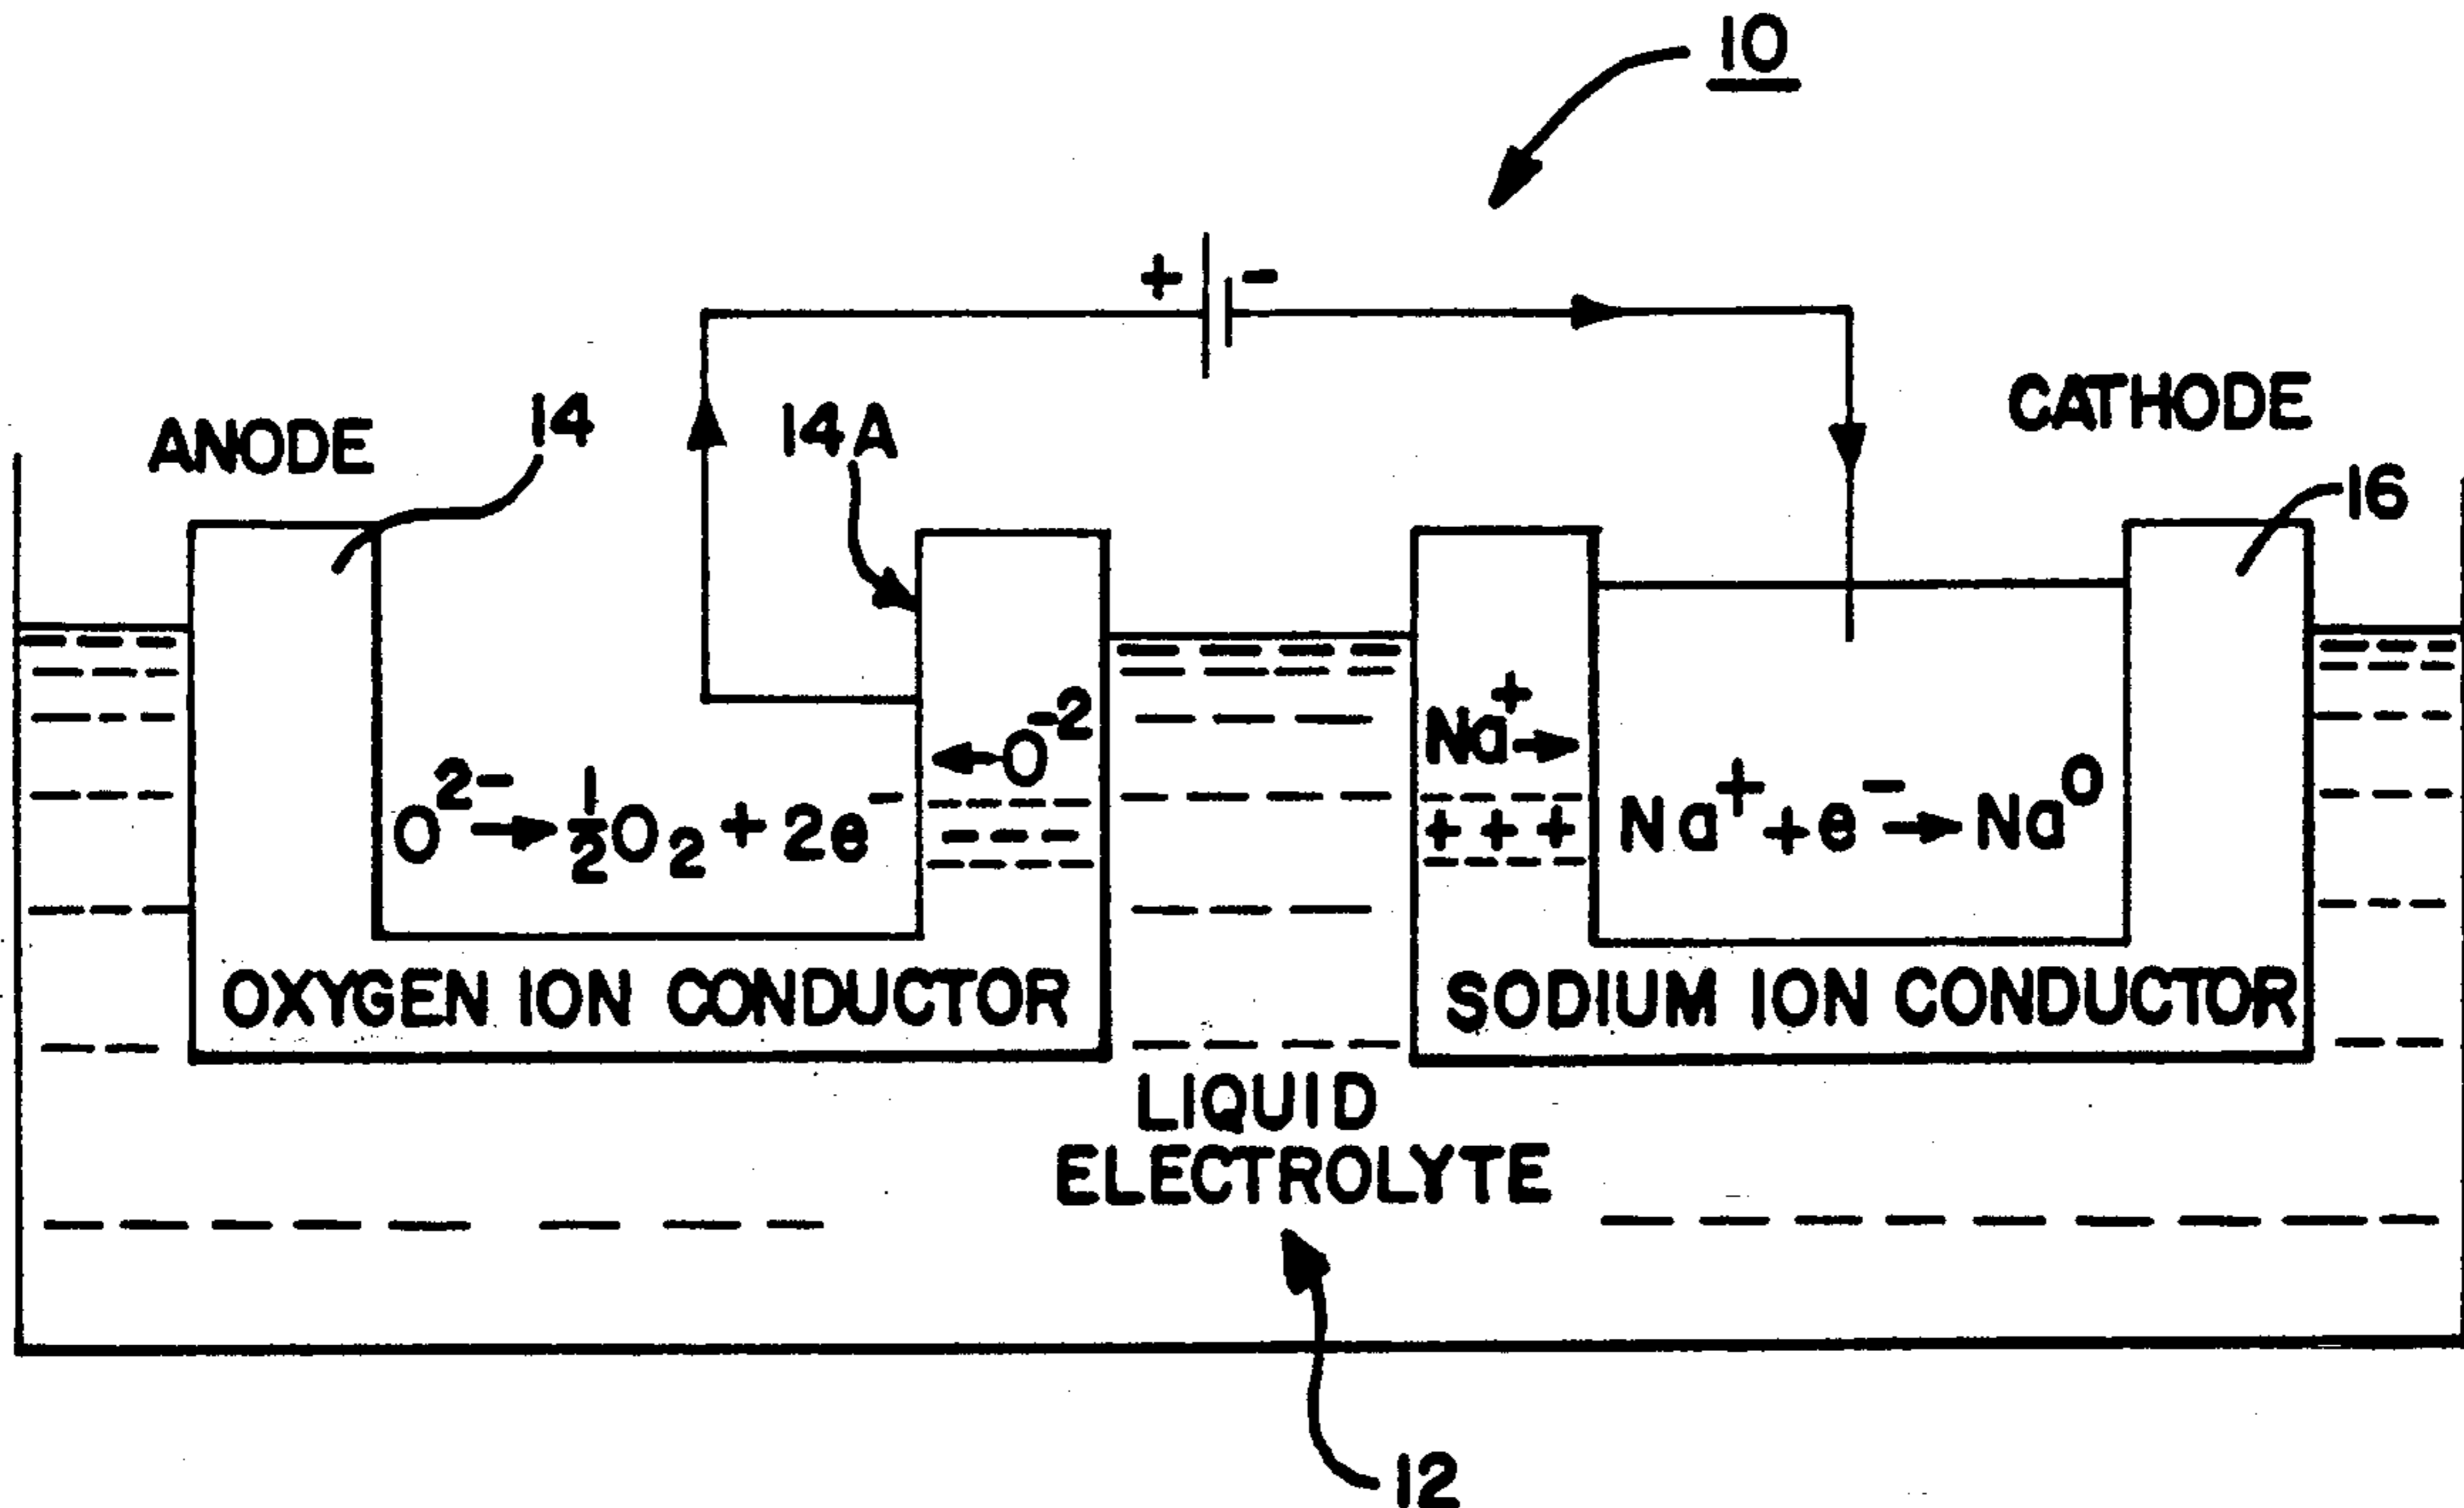 10
+ -
ANODE
14
14A
CATHODE
16
O²⁻ → ½O₂ + 2e⁻
← O⁻²
Na⁺ →
+ + +
Na⁺ + e⁻ → Na⁰
OXYGEN ION CONDUCTOR
SODIUM ION CONDUCTOR
LIQUID
ELECTROLYTE
12